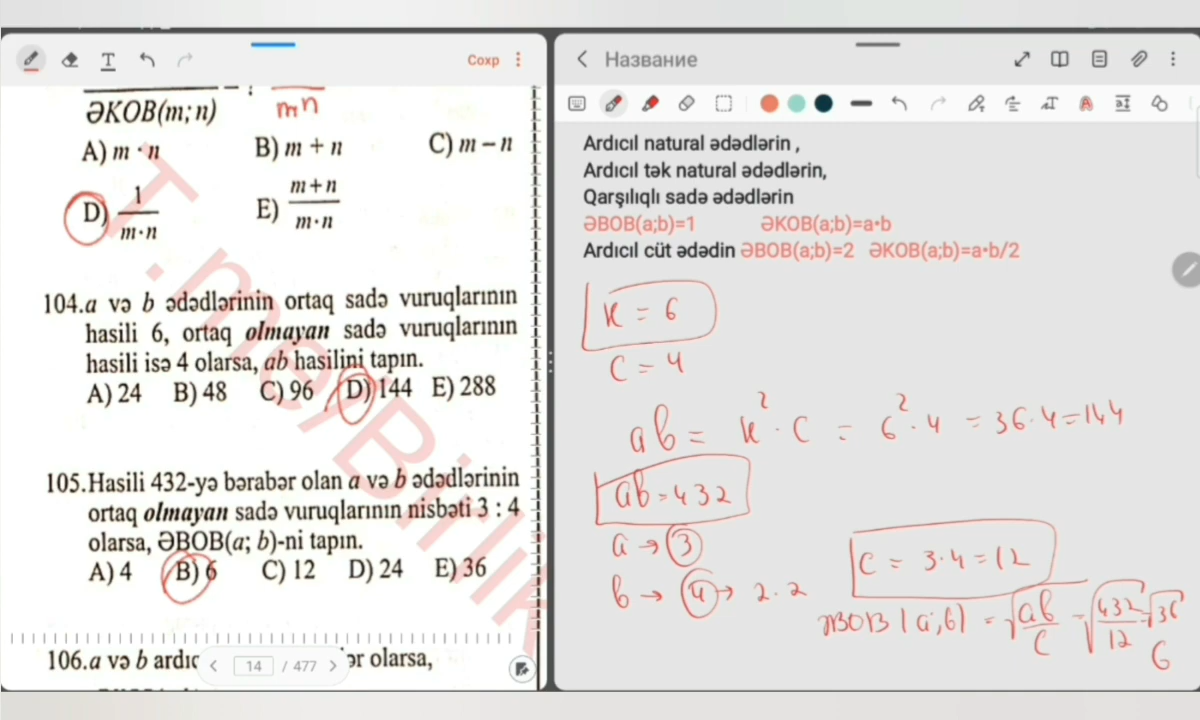 Сохр
Название
ƏKOB(m; n)
m n
A) m · n B) m + n C) m – n
D) 1/m·n E) m+n/m·n
104.a və b ədədlərinin ortaq sadə vuruqlarının
hasili 6, ortaq olmayan sadə vuruqlarının
hasili isə 4 olarsa, ab hasilini tapın.
A) 24 B) 48 C) 96 D) 144 E) 288
105.Hasili 432-yə bərabər olan a və b ədədlərinin
ortaq olmayan sadə vuruqlarının nisbəti 3 : 4
olarsa, ƏBOB(a; b)-ni tapın.
A) 4 B) 6 C) 12 D) 24 E) 36
106.a və b ardıc ər olarsa,
14 / 477
T.me/Birlik
Ardıcıl natural ədədlərin ,
Ardıcıl tək natural ədədlərin,
Qarşılıqlı sadə ədədlərin
ƏBOB(a;b)=1 ƏKOB(a;b)=a•b
Ardıcıl cüt ədədin ƏBOB(a;b)=2 ƏKOB(a;b)=a•b/2
K = 6
C = 4
ab = K² · C = 6² · 4 = 36 · 4 = 144
ab = 432
a → 3
b → 4 → 2 · 2
C = 3 · 4 = 12
ƏBOB(a;b) = √ab/C = √432/12 = √36
6